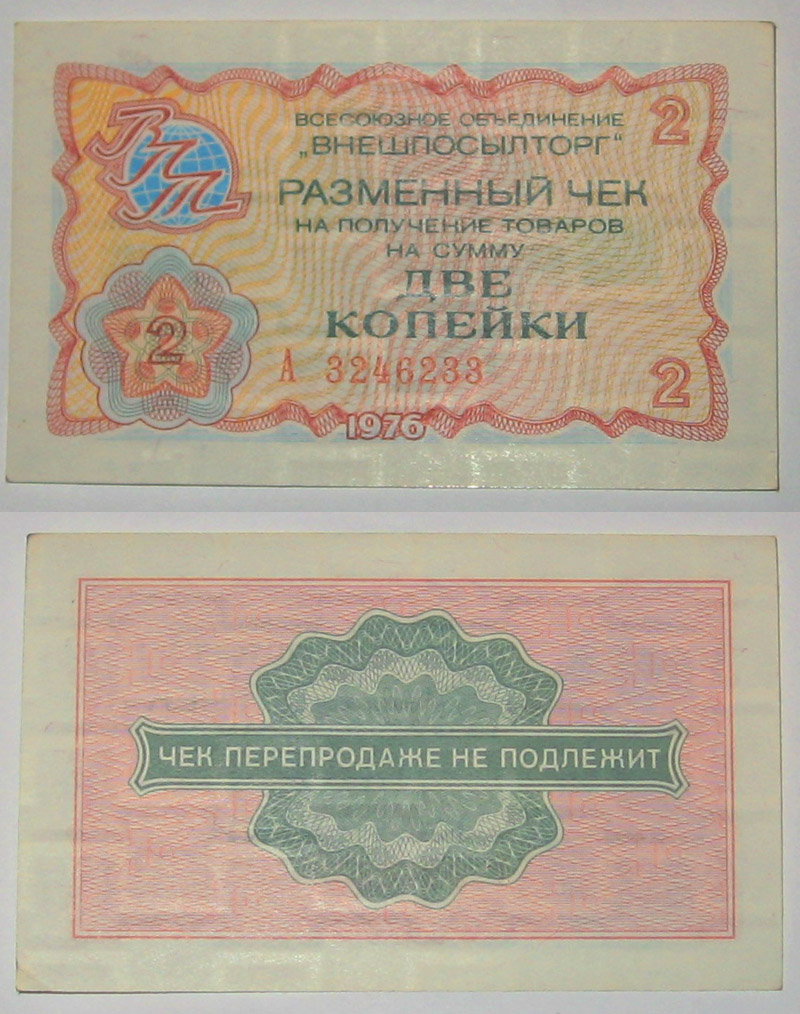 ВПТ
ВСЕСОЮЗНОЕ ОБЪЕДИНЕНИЕ
2
„ВНЕШПОСЫЛТОРГ“
РАЗМЕННЫЙ ЧЕК
НА ПОЛУЧЕНИЕ ТОВАРОВ
НА СУММУ
ДВЕ
КОПЕЙКИ
2
А 3246233
2
1976
ЧЕК ПЕРЕПРОДАЖЕ НЕ ПОДЛЕЖИТ